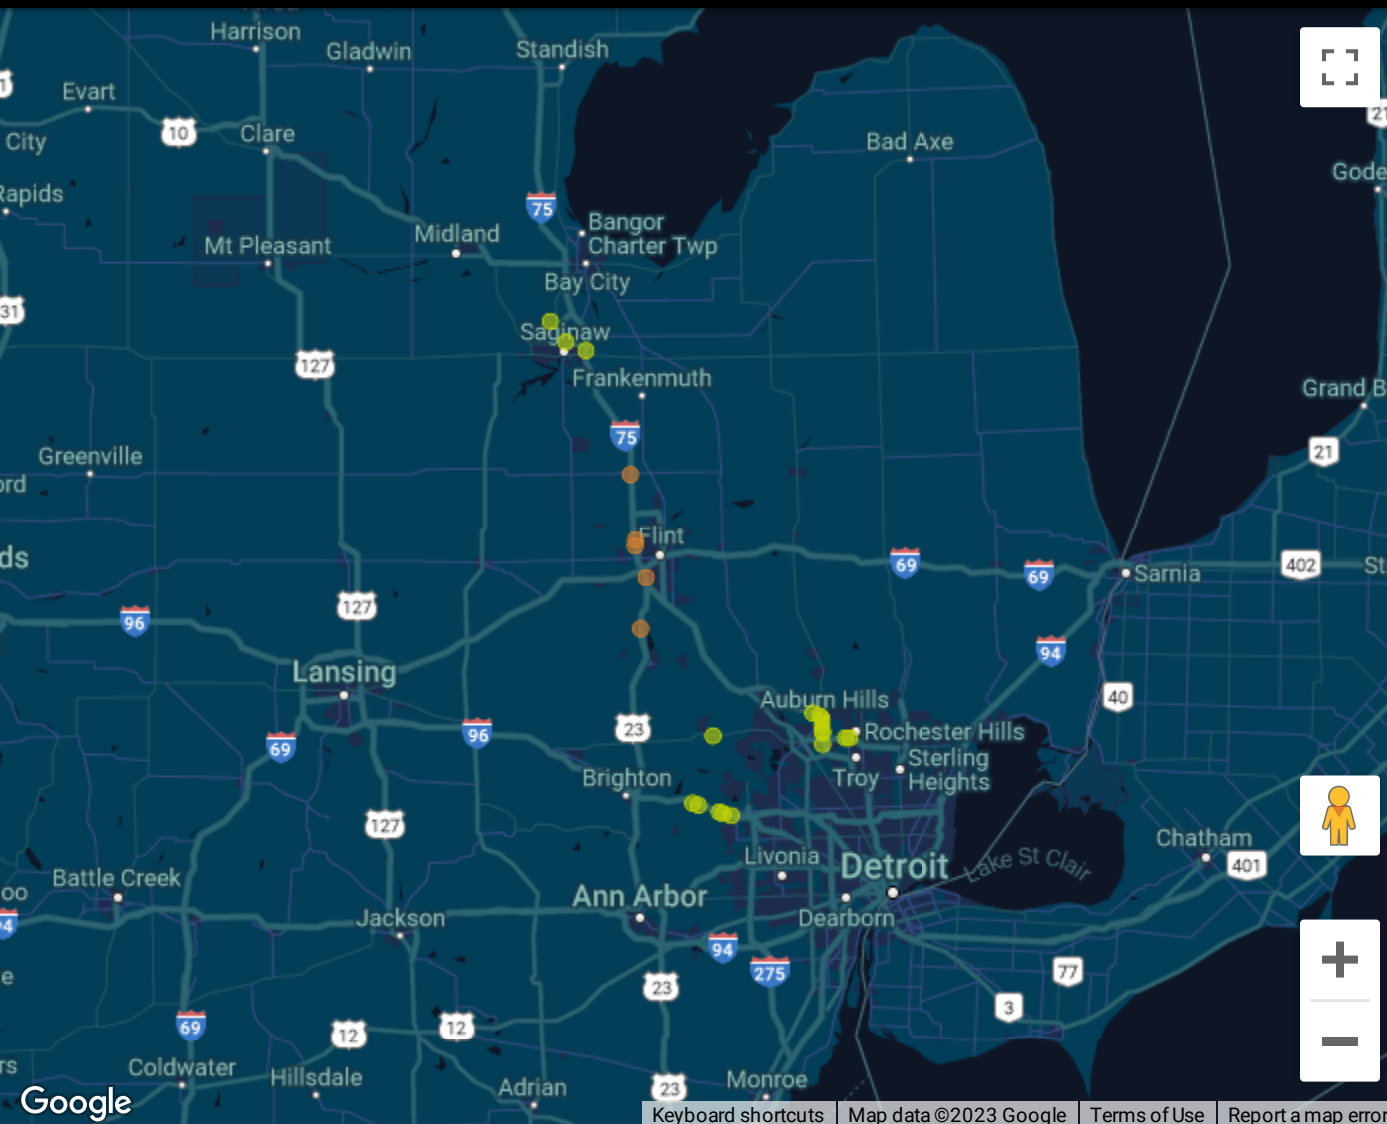 Harrison
Gladwin
Standish
Evart
10
Clare
City
Bad Axe
21
Gode
Rapids
75
Bangor
Charter Twp
Midland
Mt Pleasant
Bay City
31
Saginaw
127
Frankenmuth
Grand B
75
21
Greenville
ord
Flint
ds
69
69
Sarnia
402
St
127
96
94
Lansing
40
Auburn Hills
23
96
69
Rochester Hills
Sterling
Heights
Troy
Brighton
127
Chatham
401
Livonia
Detroit
Lake St Clair
Battle Creek
oo
Ann Arbor
Dearborn
Jackson
94
94
275
77
e
23
3
69
12
12
rs
Coldwater
Hillsdale
Adrian
23
Monroe
Google
Keyboard shortcuts
Map data ©2023 Google
Terms of Use
Report a map error